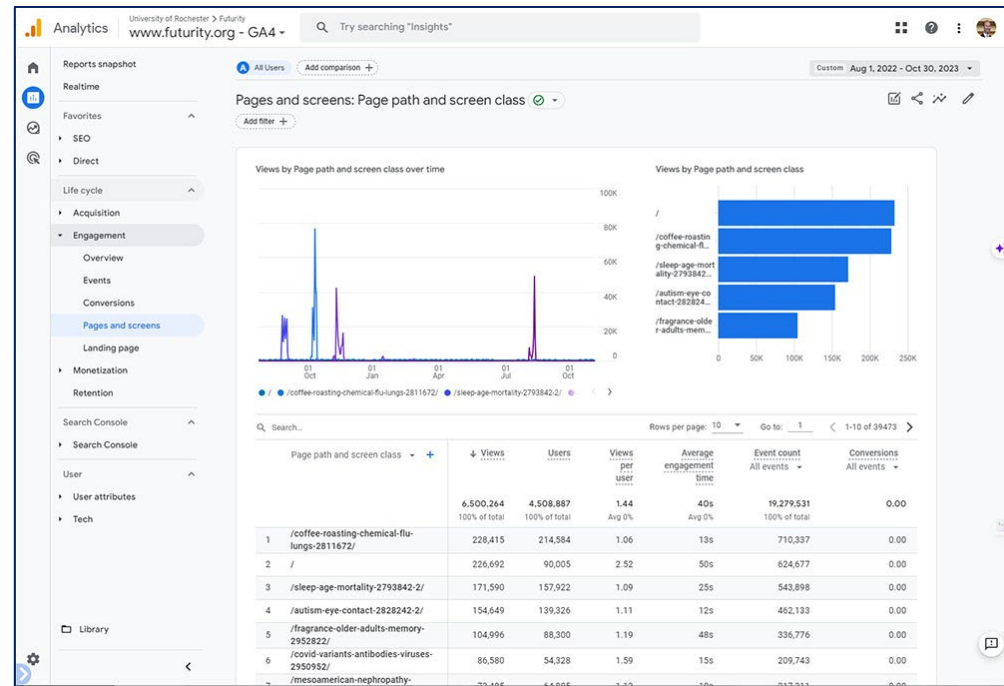 Analytics
University of Rochester > Futurity
www.futurity.org - GA4
Try searching "Insights"
Reports snapshot
Realtime
Favorites
SEO
Direct
Life cycle
Acquisition
Engagement
Overview
Events
Conversions
Pages and screens
Landing page
Monetization
Retention
Search Console
Search Console
User
User attributes
Tech
Library
A All Users
Add comparison +
Custom Aug 1, 2022 - Oct 30, 2023
Pages and screens: Page path and screen class
Add filter +
Views by Page path and screen class over time
100K
80K
60K
40K
20K
0
01 Oct
01 Jan
01 Apr
01 Jul
01 Oct
/ /coffee-roasting-chemical-flu-lungs-2811672/ /sleep-age-mortality-2793842-2/
Views by Page path and screen class
/
/coffee-roastin
g-chemical-fl...
/sleep-age-mort
ality-2793842...
/autism-eye-co
ntact-282824...
/fragrance-olde
r-adults-mem...
0 50K 100K 150K 200K 250K
Search...
Rows per page: 10 Go to: 1 1-10 of 39473
Page path and screen class +
↓ Views
Users
Views per user
Average engagement time
Event count
All events
Conversions
All events
6,500,264 4,508,887 1.44 40s 19,279,531 0.00
100% of total 100% of total Avg 0% Avg 0% 100% of total
1 /coffee-roasting-chemical-flu-
lungs-2811672/ 228,415 214,584 1.06 13s 710,337 0.00
2 / 226,692 90,005 2.52 50s 624,677 0.00
3 /sleep-age-mortality-2793842-2/ 171,590 157,922 1.09 25s 543,898 0.00
4 /autism-eye-contact-2828242-2/ 154,649 139,326 1.11 12s 462,133 0.00
5 /fragrance-older-adults-memory-
2952822/ 104,996 88,300 1.19 48s 336,776 0.00
6 /covid-variants-antibodies-viruses-
2950952/ 86,580 54,328 1.59 15s 209,743 0.00
/mesoamerican-nephropathy-